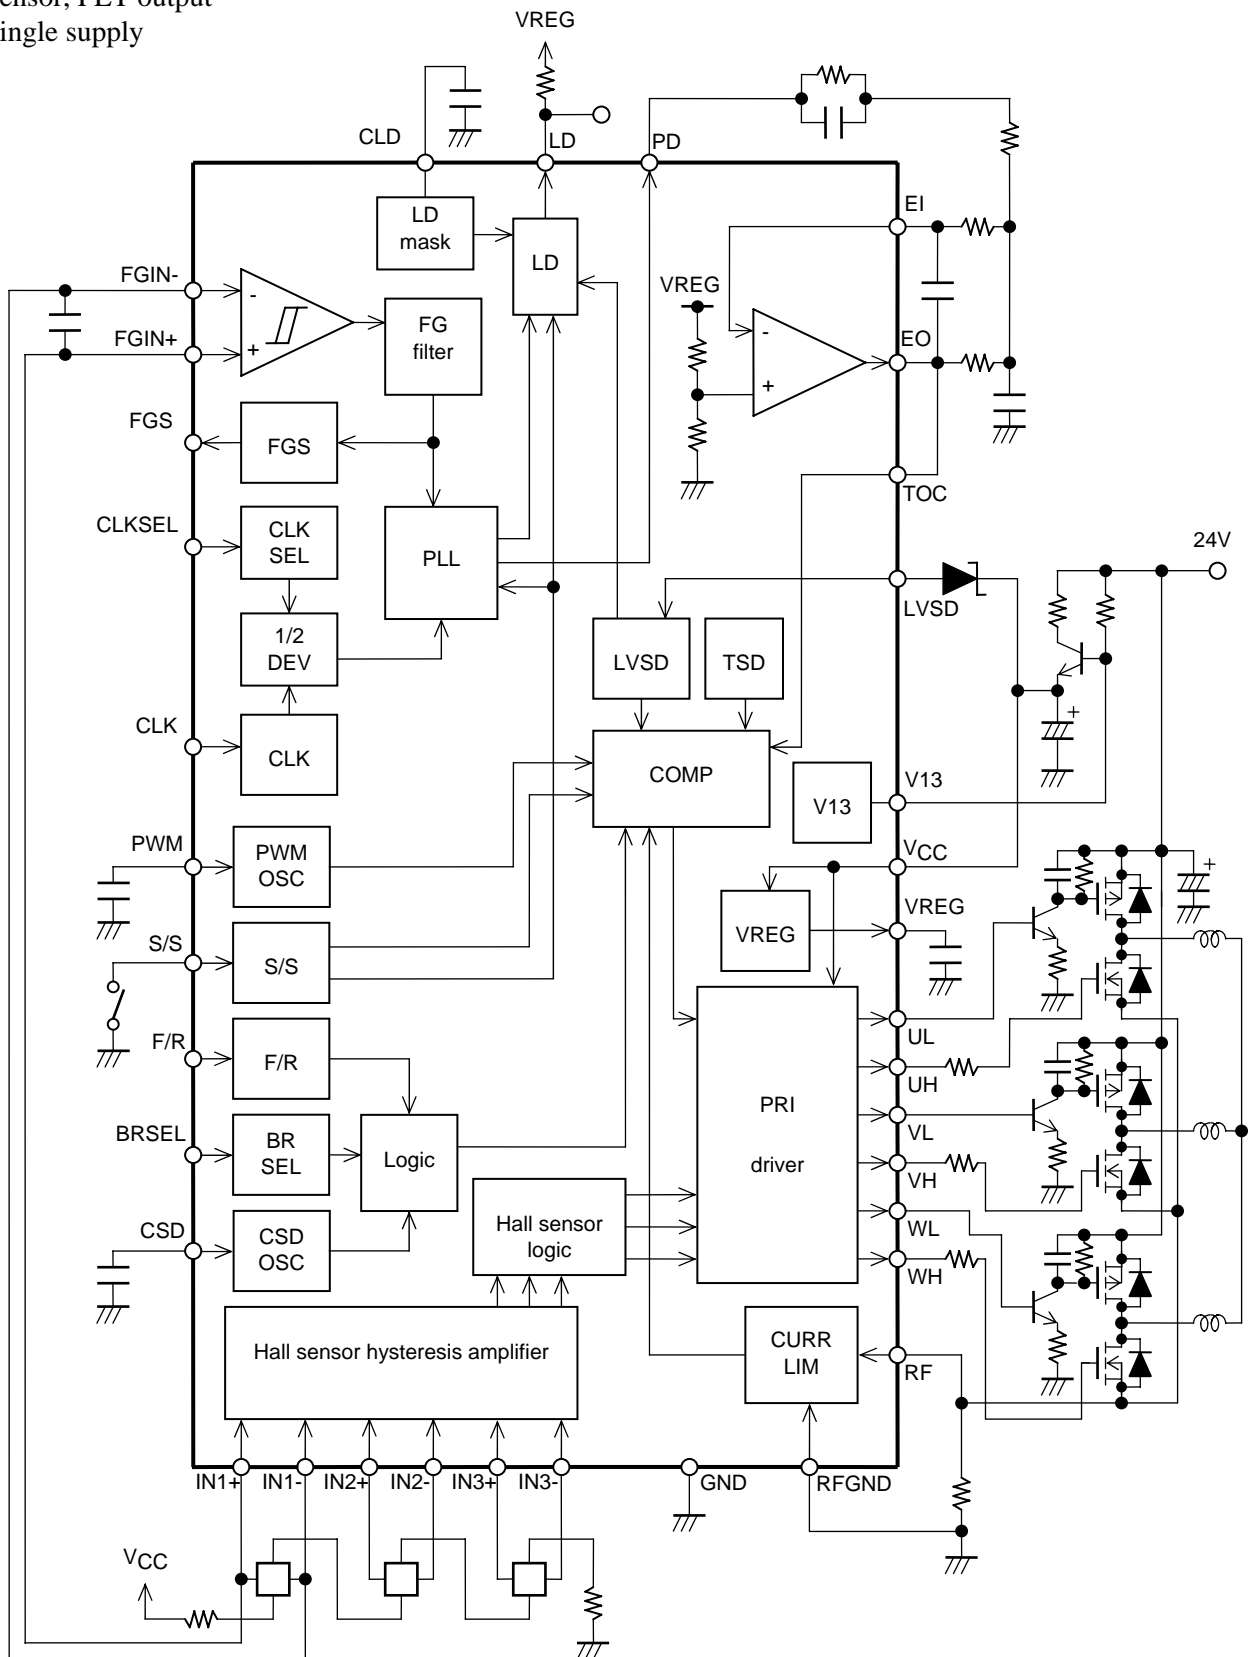 ensor, FET output
ingle supply
VREG
CLD
LD
PD
EI
LD
mask
LD
FGIN-
VREG
-
FG
filter
-
EO
FGIN+
+
+
FGS
FGS
TOC
CLKSEL
CLK
SEL
PLL
24V
LVSD
1/2
DEV
LVSD
TSD
+
CLK
CLK
COMP
V13
V13
PWM
PWM
OSC
VCC
+
VREG
VREG
S/S
S/S
UL
F/R
F/R
UH
PRI
driver
BRSEL
BR
SEL
Logic
VL
VH
CSD
CSD
OSC
Hall sensor
logic
WL
WH
Hall sensor hysteresis amplifier
CURR
LIM
RF
IN1+
IN1-
IN2+
IN2-
IN3+
IN3-
GND
RFGND
VCC